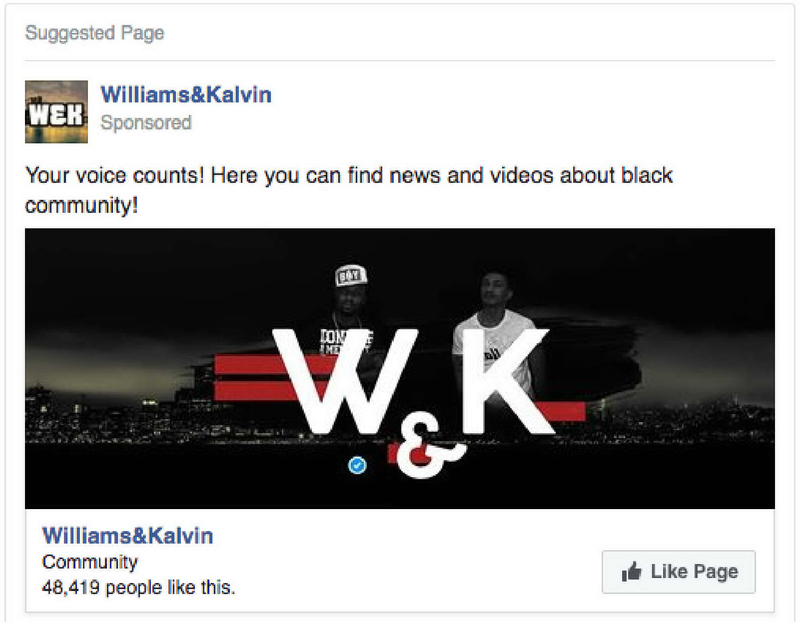 Suggested Page
Williams&Kalvin
W&K
Sponsored
Your voice counts! Here you can find news and videos about black
community!
BOY
W&K
Williams&Kalvin
Community
48,419 people like this.
Like Page